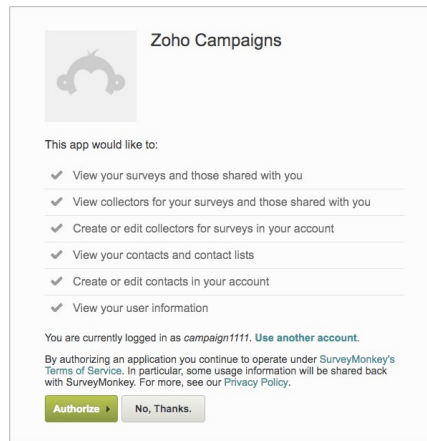 Zoho Campaigns
This app would like to:
View your surveys and those shared with you
View collectors for your surveys and those shared with you
Create or edit collectors for surveys in your account
View your contacts and contact lists
Create or edit contacts in your account
View your user information
You are currently logged in as campaign1111. Use another account.
By authorizing an application you continue to operate under SurveyMonkey's
Terms of Service. In particular, some usage information will be shared back
with SurveyMonkey. For more, see our Privacy Policy.
Authorize No, Thanks.